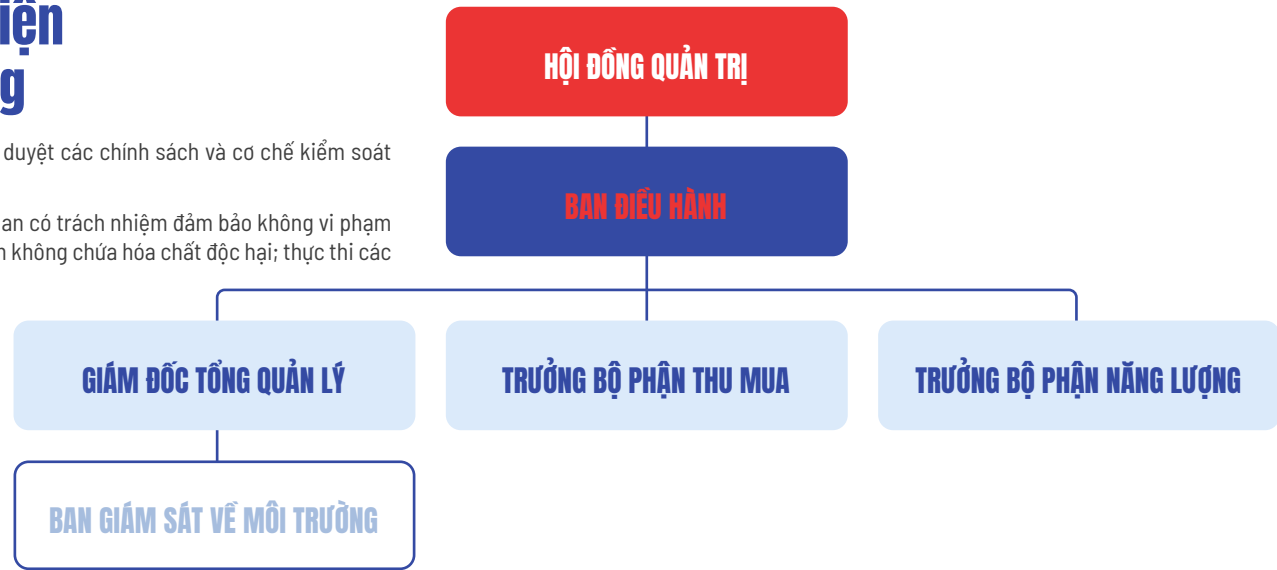 iện
g
duyệt các chính sách và cơ chế kiểm soát
an có trách nhiệm đảm bảo không vi phạm
không chứa hóa chất độc hại; thực thi các
HỘI ĐỒNG QUẢN TRỊ
BAN ĐIỀU HÀNH
GIÁM ĐỐC TỔNG QUẢN LÝ
TRƯỞNG BỘ PHẬN THU MUA
TRƯỞNG BỘ PHẬN NĂNG LƯỢNG
BAN GIÁM SÁT VỀ MÔI TRƯỜNG